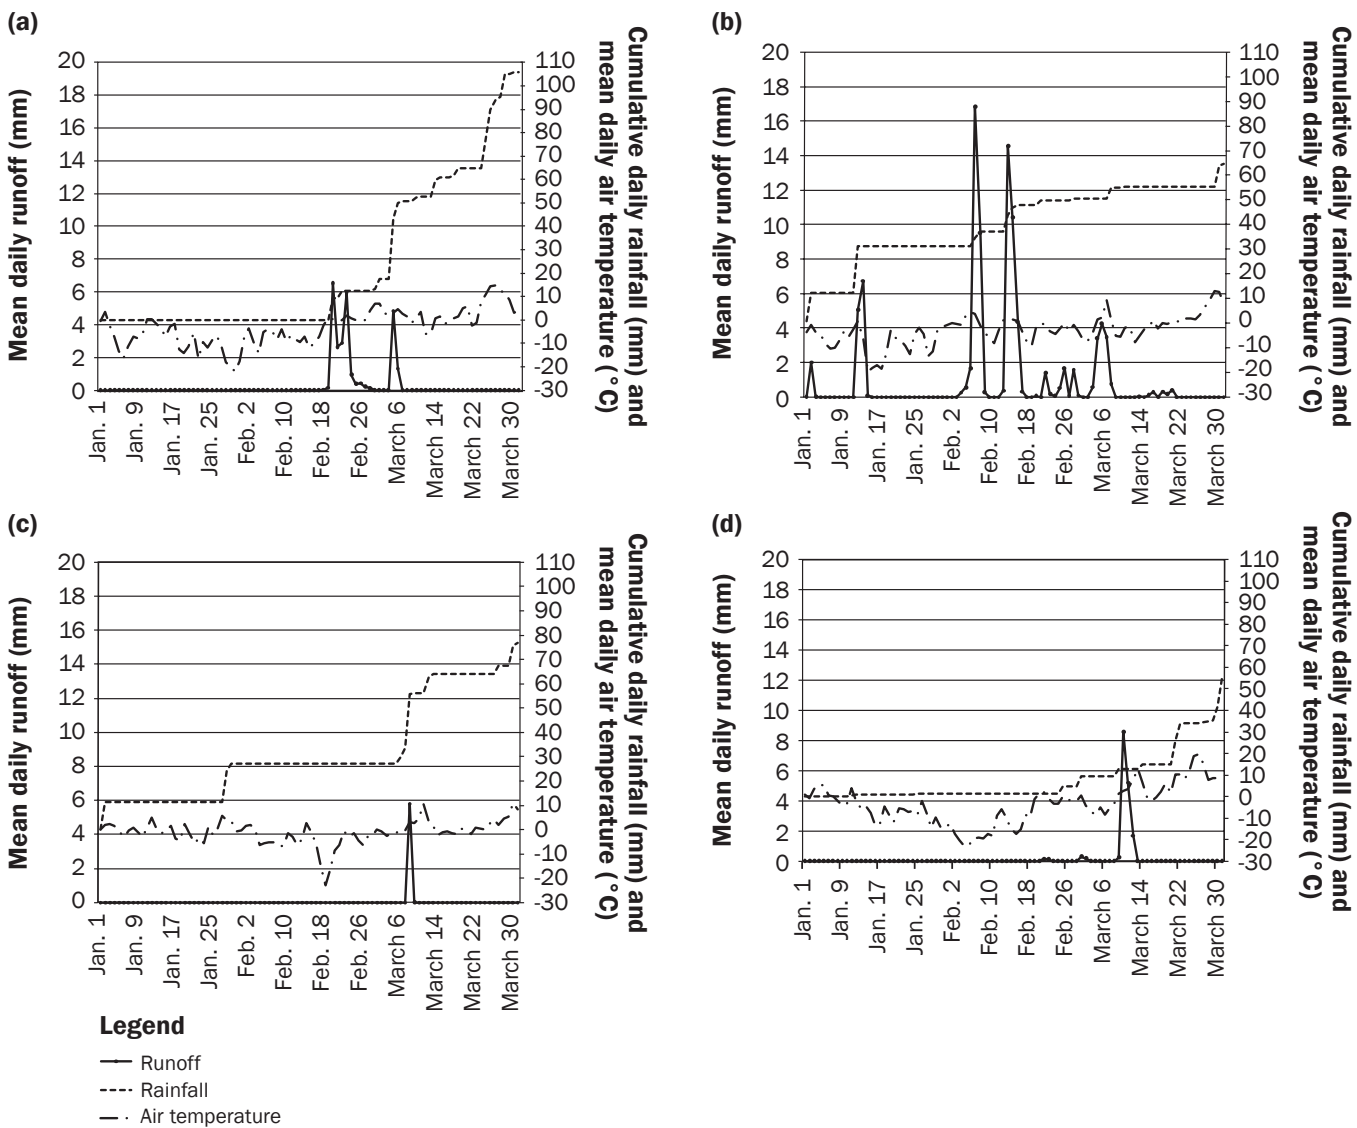 (a)
Mean daily runoff (mm)
20
18
16
14
12
10
8
6
4
2
0
110
100
90
80
70
60
50
40
30
20
10
0
-10
-20
-30
Cumulative daily rainfall (mm) and
mean daily air temperature (°C)
Jan. 1
Jan. 9
Jan. 17
Jan. 25
Feb. 2
Feb. 10
Feb. 18
Feb. 26
March 6
March 14
March 22
March 30
(b)
Mean daily runoff (mm)
20
18
16
14
12
10
8
6
4
2
0
110
100
90
80
70
60
50
40
30
20
10
0
-10
-20
-30
Cumulative daily rainfall (mm) and
mean daily air temperature (°C)
Jan. 1
Jan. 9
Jan. 17
Jan. 25
Feb. 2
Feb. 10
Feb. 18
Feb. 26
March 6
March 14
March 22
March 30
(c)
Mean daily runoff (mm)
20
18
16
14
12
10
8
6
4
2
0
110
100
90
80
70
60
50
40
30
20
10
0
-10
-20
-30
Cumulative daily rainfall (mm) and
mean daily air temperature (°C)
Jan. 1
Jan. 9
Jan. 17
Jan. 25
Feb. 2
Feb. 10
Feb. 18
Feb. 26
March 6
March 14
March 22
March 30
(d)
Mean daily runoff (mm)
20
18
16
14
12
10
8
6
4
2
0
110
100
90
80
70
60
50
40
30
20
10
0
-10
-20
-30
Cumulative daily rainfall (mm) and
mean daily air temperature (°C)
Jan. 1
Jan. 9
Jan. 17
Jan. 25
Feb. 2
Feb. 10
Feb. 18
Feb. 26
March 6
March 14
March 22
March 30
Legend
Runoff
Rainfall
Air temperature